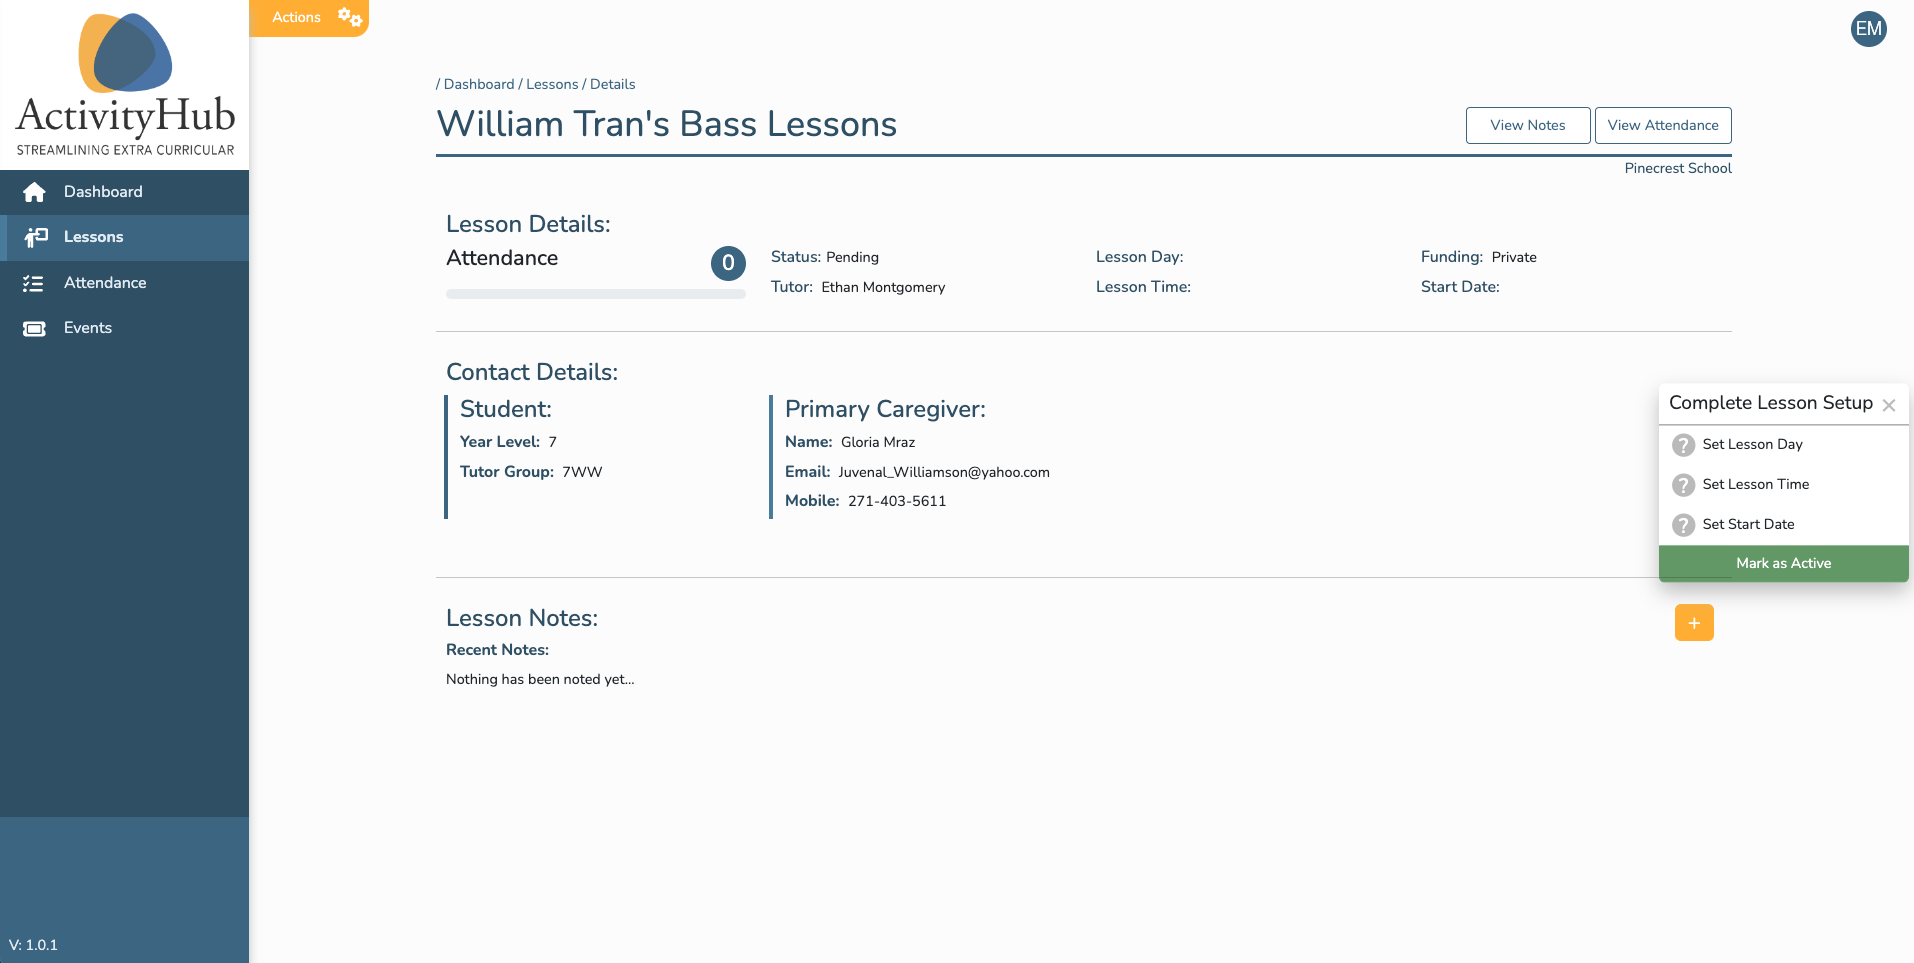 ActivityHub
STREAMLINING EXTRA CURRICULAR
Dashboard
Lessons
Attendance
Events
V: 1.0.1
Actions
EM
/ Dashboard / Lessons / Details
William Tran's Bass Lessons
View Notes
View Attendance
Pinecrest School
Lesson Details:
Attendance
0
Status: Pending
Tutor: Ethan Montgomery
Lesson Day:
Lesson Time:
Funding: Private
Start Date:
Contact Details:
Student:
Year Level: 7
Tutor Group: 7WW
Primary Caregiver:
Name: Gloria Mraz
Email: Juvenal_Williamson@yahoo.com
Mobile: 271-403-5611
Complete Lesson Setup ×
? Set Lesson Day
? Set Lesson Time
? Set Start Date
Mark as Active
Lesson Notes:
+
Recent Notes:
Nothing has been noted yet...